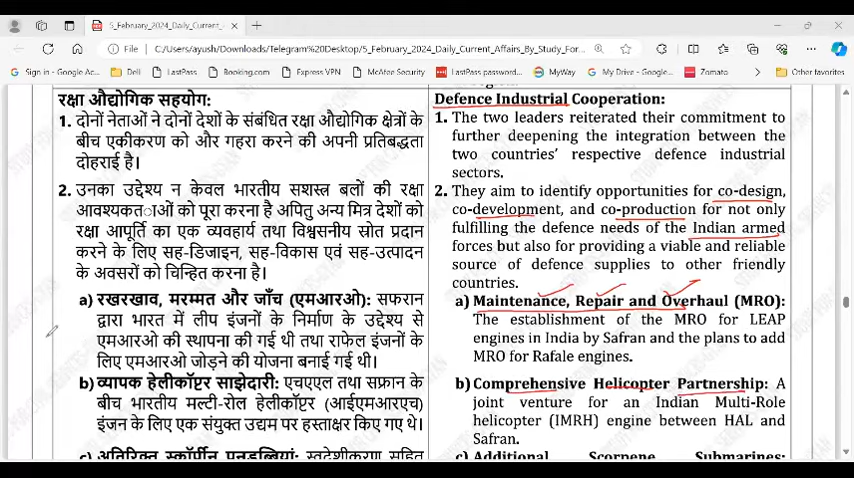 5_February_2024_Daily_Current_
File
C:/Users/ayush/Downloads/Telegram%20Desktop/5_February_2024_Daily_Current_Affairs_By_Study_For...
Sign in - Google Ac...
Dell
LastPass
Booking.com
Express VPN
McAfee Security
LastPass password...
MyWay
My Drive - Google...
Zomato
Other favorites
रक्षा औद्योगिक सहयोग:
1. दोनों नेताओं ने दोनों देशों के संबंधित रक्षा औद्योगिक क्षेत्रों के
बीच एकीकरण को और गहरा करने की अपनी प्रतिबद्धता
दोहराई है।
2. उनका उद्देश्य न केवल भारतीय सशस्त्र बलों की रक्षा
आवश्यकताओं को पूरा करना है अपितु अन्य मित्र देशों को
रक्षा आपूर्ति का एक व्यवहार्य तथा विश्वसनीय स्रोत प्रदान
करने के लिए सह-डिजाइन, सह-विकास एवं सह-उत्पादन
के अवसरों को चिन्हित करना है।
a) रखरखाव, मरम्मत और जाँच (एमआरओ): सफरान
द्वारा भारत में लीप इंजनों के निर्माण के उद्देश्य से
एमआरओ की स्थापना की गई थी तथा राफेल इंजनों के
लिए एमआरओ जोड़ने की योजना बनाई गई थी।
b) व्यापक हेलीकॉप्टर साझेदारी: एचएएल तथा सफ्रान के
बीच भारतीय मल्टी-रोल हेलीकॉप्टर (आईएमआरएच)
इंजन के लिए एक संयुक्त उद्यम पर हस्ताक्षर किए गए थे।
c) अतिरिक्त स्कॉर्पीन पनडुब्बियां: स्वदेशीकरण सहित
Defence Industrial Cooperation:
1. The two leaders reiterated their commitment to
further deepening the integration between the
two countries' respective defence industrial
sectors.
2. They aim to identify opportunities for co-design,
co-development, and co-production for not only
fulfilling the defence needs of the Indian armed
forces but also for providing a viable and reliable
source of defence supplies to other friendly
countries.
a) Maintenance, Repair and Overhaul (MRO):
The establishment of the MRO for LEAP
engines in India by Safran and the plans to add
MRO for Rafale engines.
b) Comprehensive Helicopter Partnership: A
joint venture for an Indian Multi-Role
helicopter (IMRH) engine between HAL and
Safran.
c) Additional Scorpene Submarines: